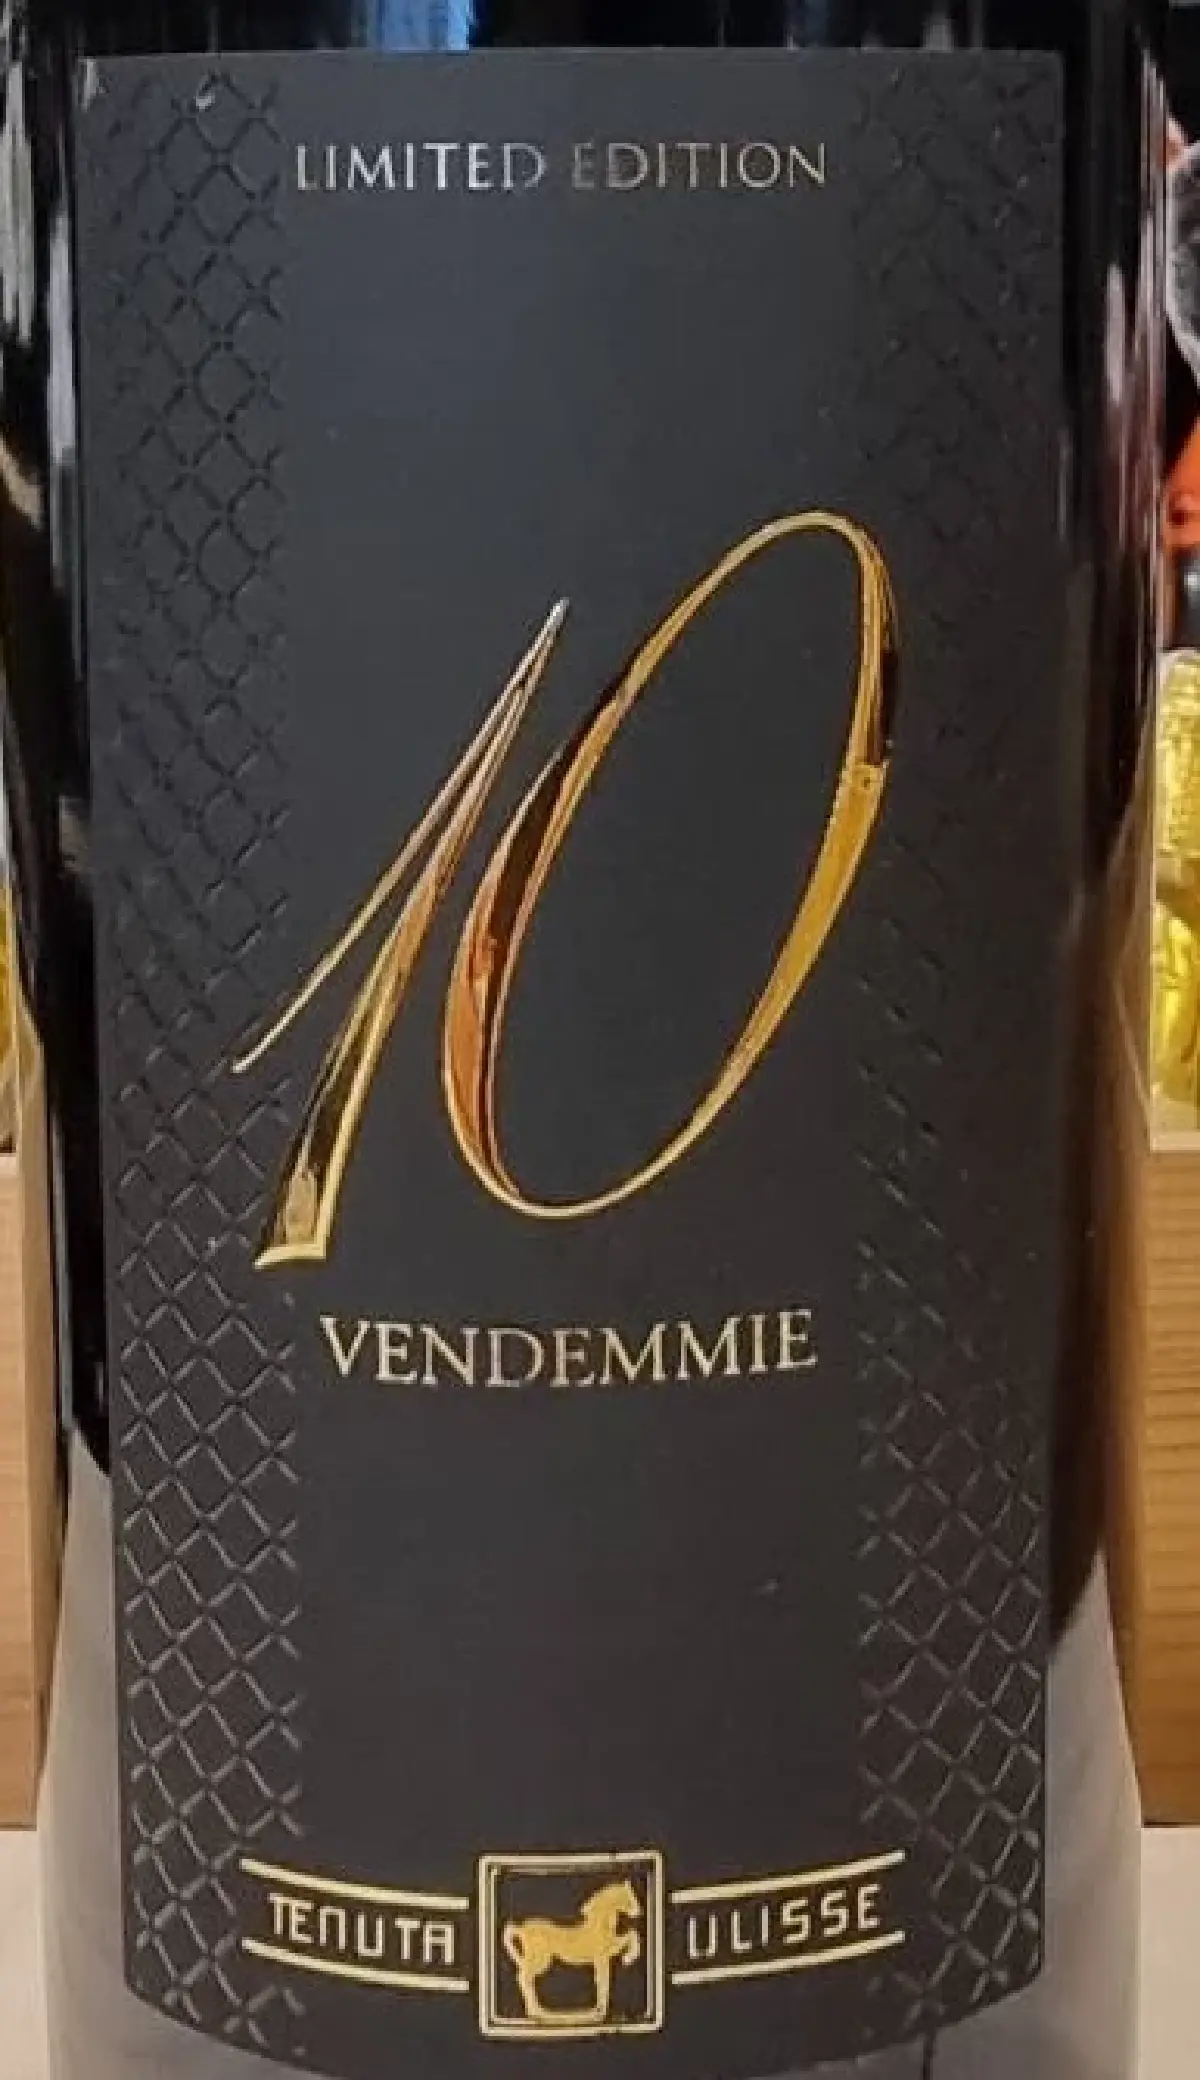 LIMITED EDITION
10
VENDEMMIE
TENUTA ULISSE